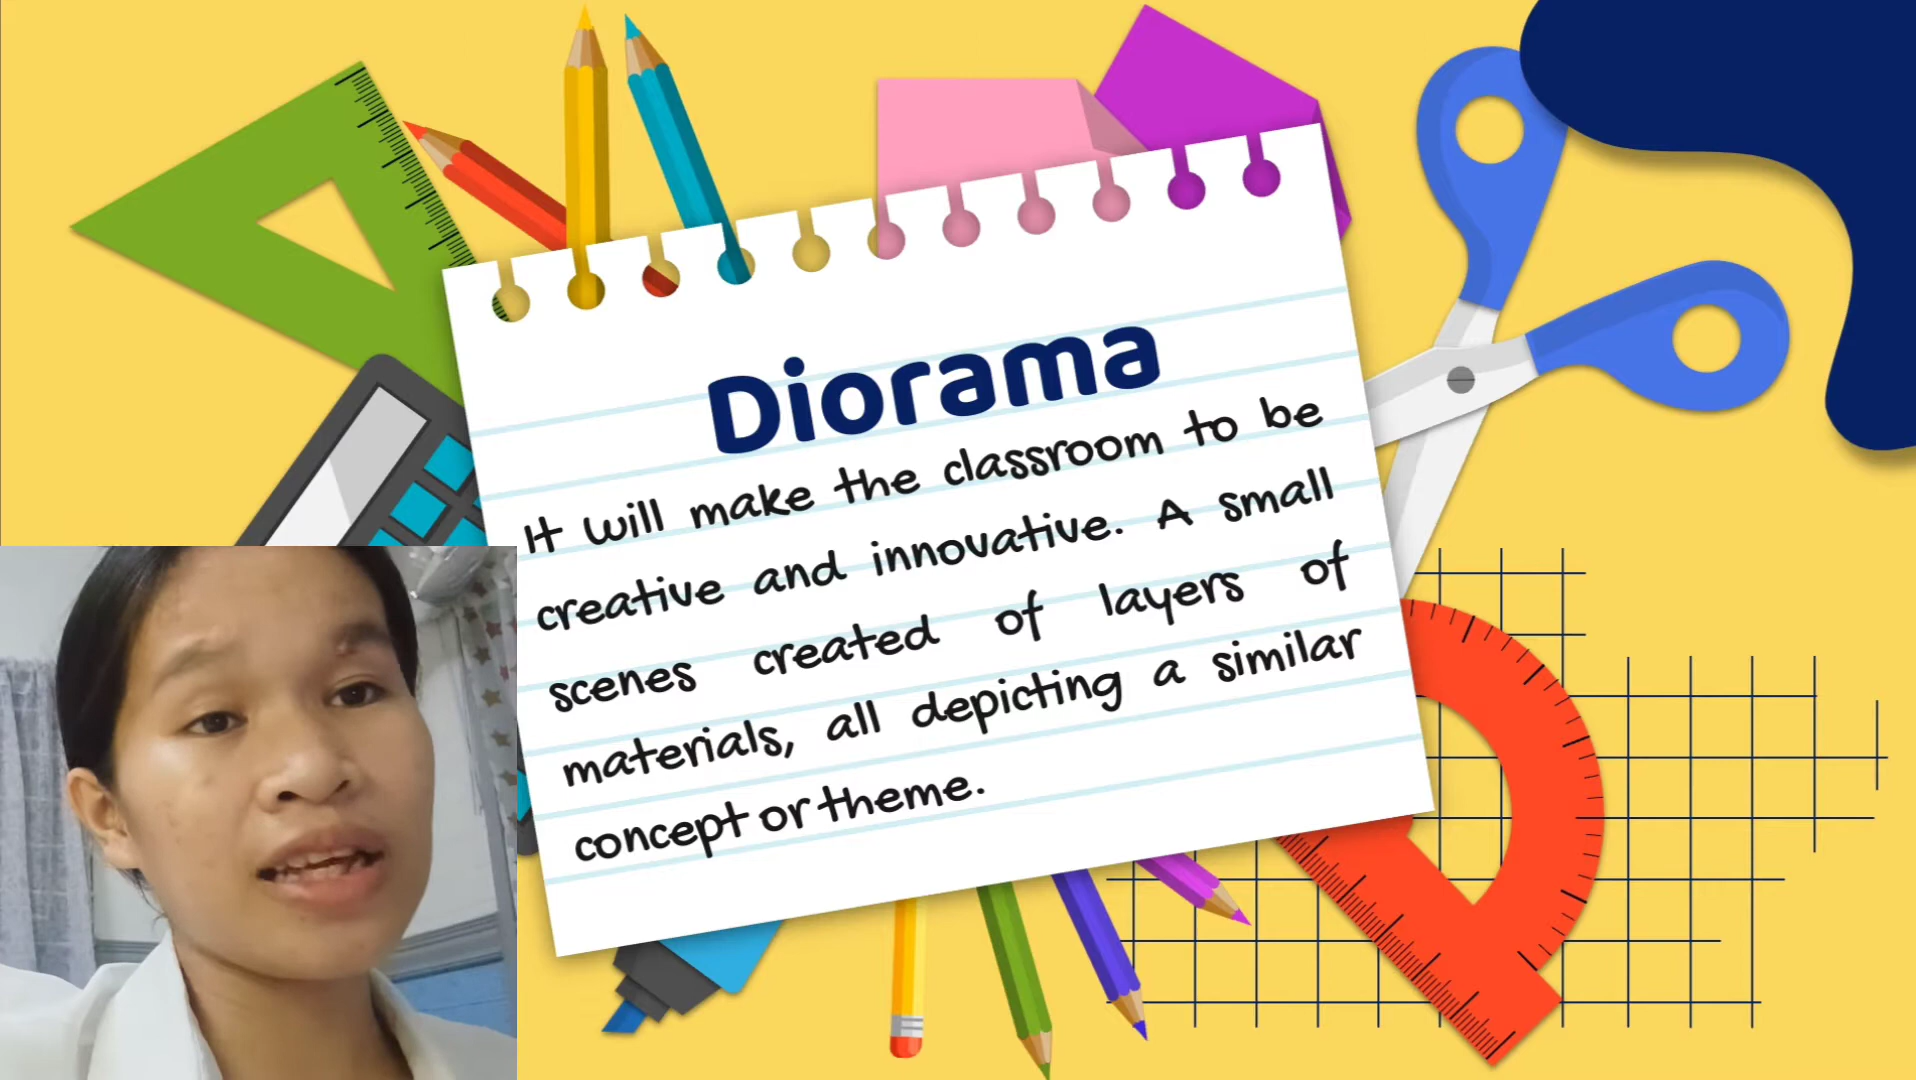 Diorama
It will make the classroom to be
creative and innovative. A small
scenes created of layers of
materials, all depicting a similar
concept or theme.